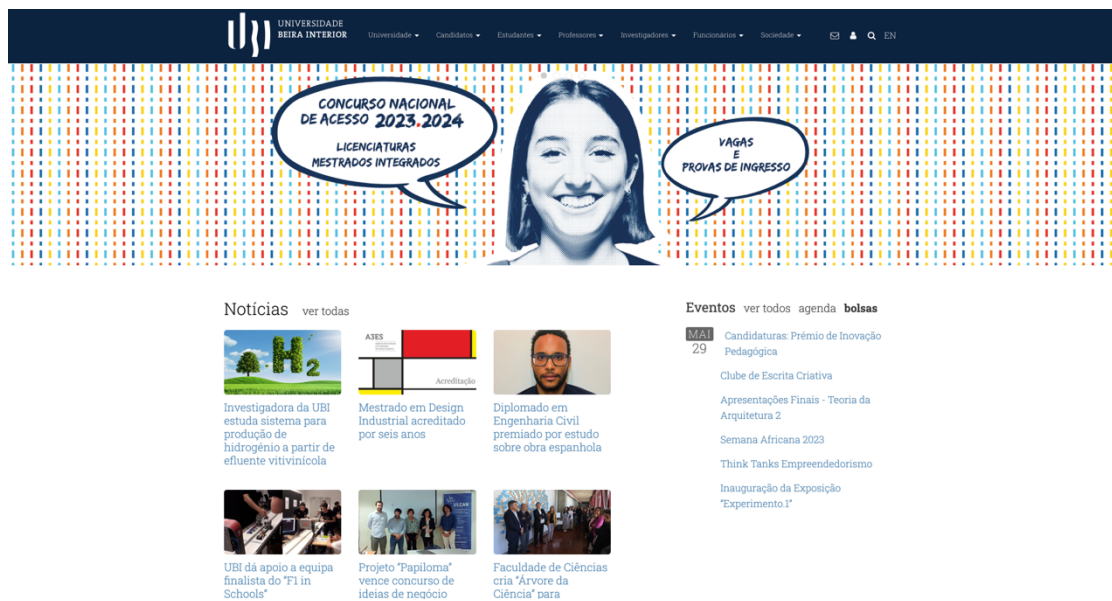 UNIVERSIDADE
BEIRA INTERIOR
Universidade
Candidatos
Estudantes
Professores
Investigadores
Funcionários
Sociedade
EN
CONCURSO NACIONAL
DE ACESSO 2023.2024
LICENCIATURAS
MESTRADOS INTEGRADOS
VAGAS
E
PROVAS DE INGRESSO
Notícias ver todas
H2
Investigadora da UBI
estuda sistema para
produção de
hidrogénio a partir de
efluente vitivinícola
A3ES
Acreditação
Mestrado em Design
Industrial acreditado
por seis anos
Diplomado em
Engenharia Civil
premiado por estudo
sobre obra espanhola
UBI dá apoio a equipa
finalista do "F1 in
Schools"
Projeto "Papiloma"
vence concurso de
ideias de negócio
Faculdade de Ciências
cria "Árvore da
Ciência" para
Eventos ver todos agenda bolsas
MAI
29
Candidaturas: Prémio de Inovação
Pedagógica
Clube de Escrita Criativa
Apresentações Finais - Teoria da
Arquitetura 2
Semana Africana 2023
Think Tanks Empreendedorismo
Inauguração da Exposição
"Experimento.1"